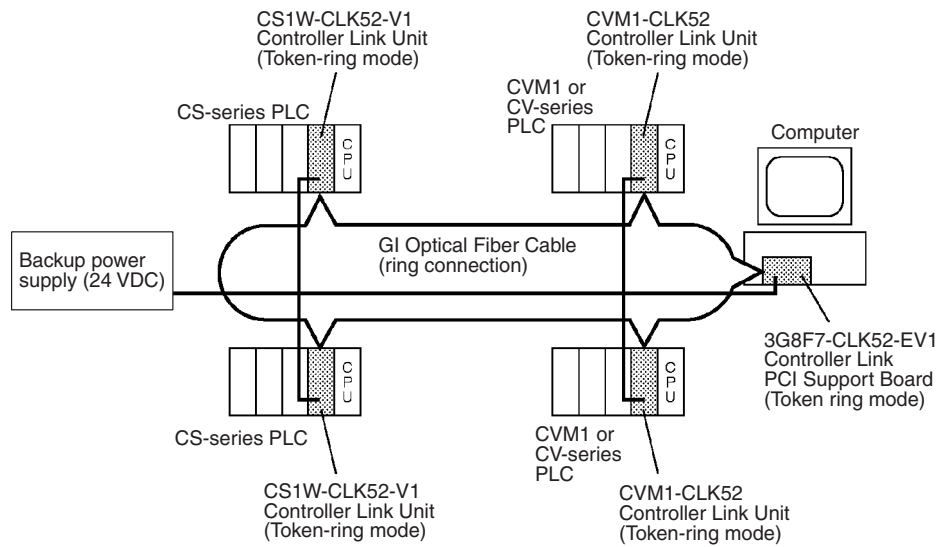 CS1W-CLK52-V1
Controller Link Unit
(Token-ring mode)
CVM1-CLK52
Controller Link Unit
(Token-ring mode)
CS-series PLC
CVM1 or
CV-series
PLC
Computer
CPU
CPU
GI Optical Fiber Cable
(ring connection)
Backup power
supply (24 VDC)
3G8F7-CLK52-EV1
Controller Link
PCI Support Board
(Token ring mode)
CPU
CPU
CS-series PLC
CVM1 or
CV-series
PLC
CS1W-CLK52-V1
Controller Link Unit
(Token-ring mode)
CVM1-CLK52
Controller Link Unit
(Token-ring mode)